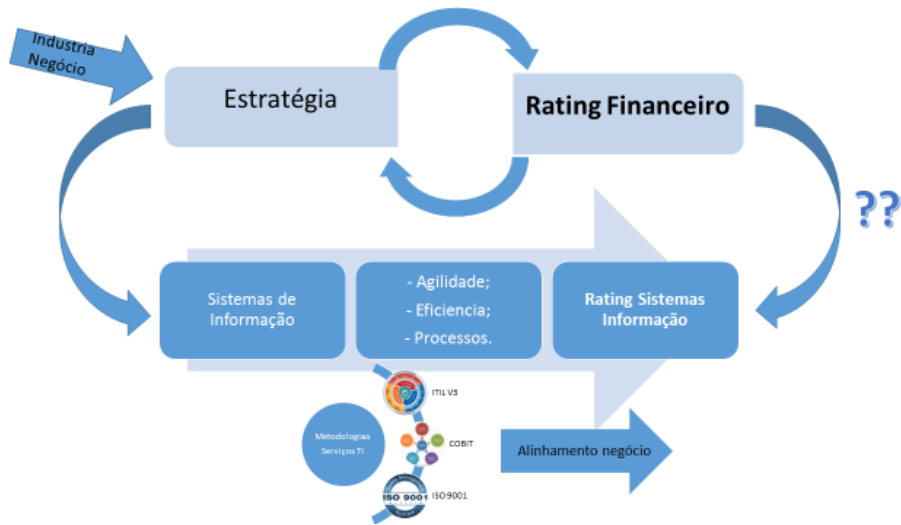 Industria
Negócio
Estratégia
Rating Financeiro
??
Sistemas de
Informação
- Agilidade;
- Eficiencia;
- Processos.
Rating Sistemas
Informação
ITIL V3
Metodologias
Serviços TI
COBIT
Alinhamento negócio
ISO 9001
ISO 9001